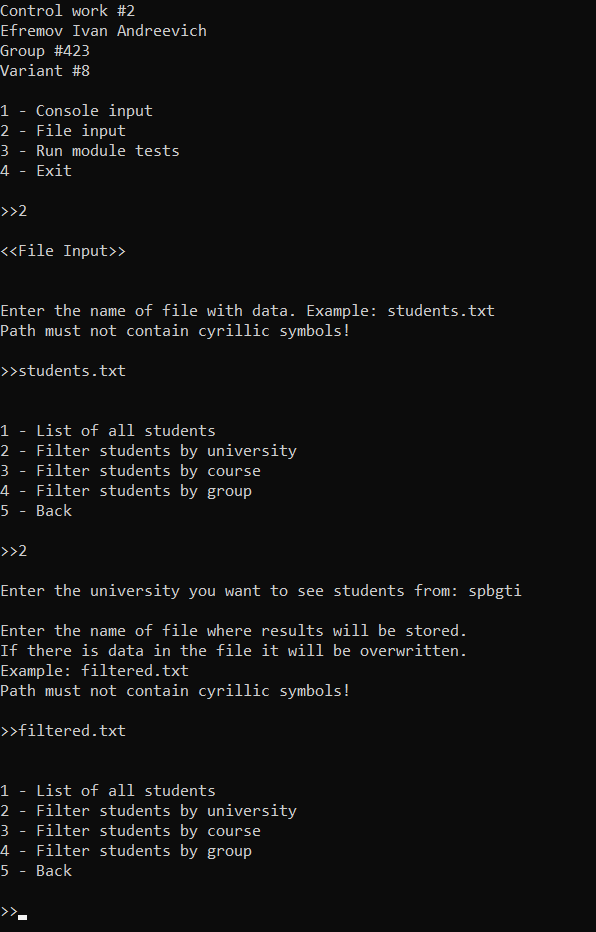 Control work #2
Efremov Ivan Andreevich
Group #423
Variant #8
1 - Console input
2 - File input
3 - Run module tests
4 - Exit
>>2
<<File Input>>
Enter the name of file with data. Example: students.txt
Path must not contain cyrillic symbols!
>>students.txt
1 - List of all students
2 - Filter students by university
3 - Filter students by course
4 - Filter students by group
5 - Back
>>2
Enter the university you want to see students from: spbgti
Enter the name of file where results will be stored.
If there is data in the file it will be overwritten.
Example: filtered.txt
Path must not contain cyrillic symbols!
>>filtered.txt
1 - List of all students
2 - Filter students by university
3 - Filter students by course
4 - Filter students by group
5 - Back
>>